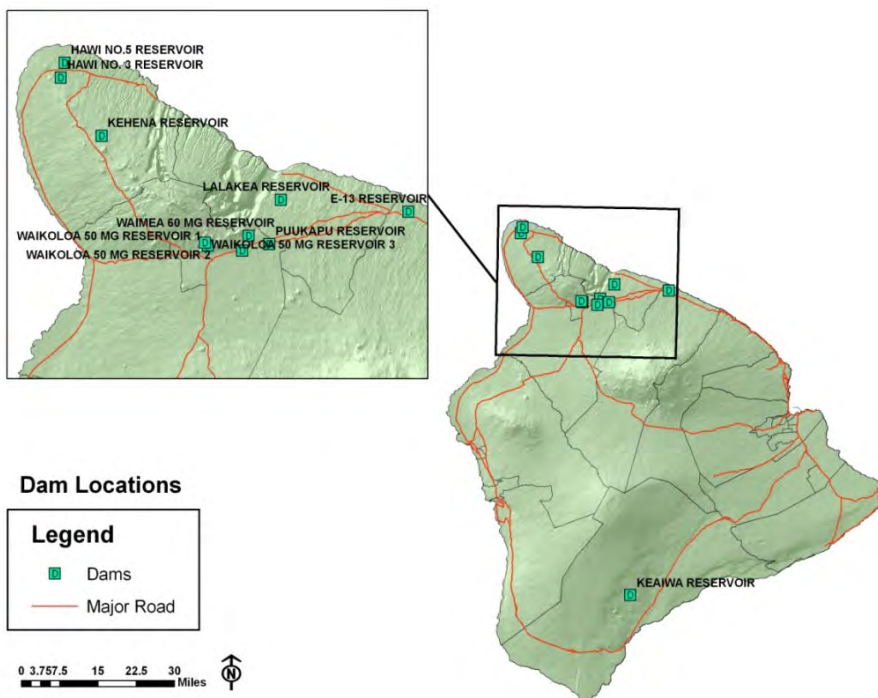 HAWI NO.5 RESERVOIR
HAWI NO. 3 RESERVOIR
KEHENA RESERVOIR
LALAKEA RESERVOIR
E-13 RESERVOIR
WAIMEA 60 MG RESERVOIR
PUUKAPU RESERVOIR
WAIKOLOA 50 MG RESERVOIR 1
WAIKOLOA 50 MG RESERVOIR 3
WAIKOLOA 50 MG RESERVOIR 2
KEAIWA RESERVOIR
Dam Locations
Legend
D Dams
Major Road
0 3.757.5 15 22.5 30
Miles
N